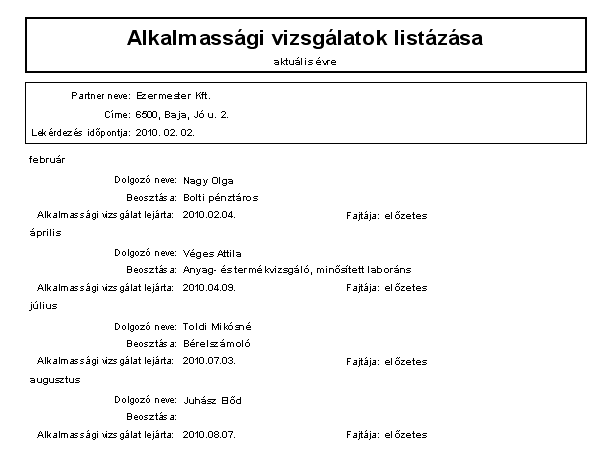 Alkalmassági vizsgálatok listázása
aktuális évre
Partner neve: Ezermester Kft.
Címe: 6500, Baja, Jó u. 2.
Lekérdezés időpontja: 2010. 02. 02.
február
Dolgozó neve: Nagy Olga
Beosztása: Bolti pénztáros
Alkalmassági vizsgálat lejárta: 2010.02.04. Fajtája: előzetes
április
Dolgozó neve: Véges Attila
Beosztása: Anyag- és termékvizsgáló, minősített laboráns
Alkalmassági vizsgálat lejárta: 2010.04.09. Fajtája: előzetes
július
Dolgozó neve: Toldi Mikósné
Beosztása: Bérelszámoló
Alkalmassági vizsgálat lejárta: 2010.07.03. Fajtája: előzetes
augusztus
Dolgozó neve: Juhász Előd
Beosztása:
Alkalmassági vizsgálat lejárta: 2010.08.07. Fajtája: előzetes